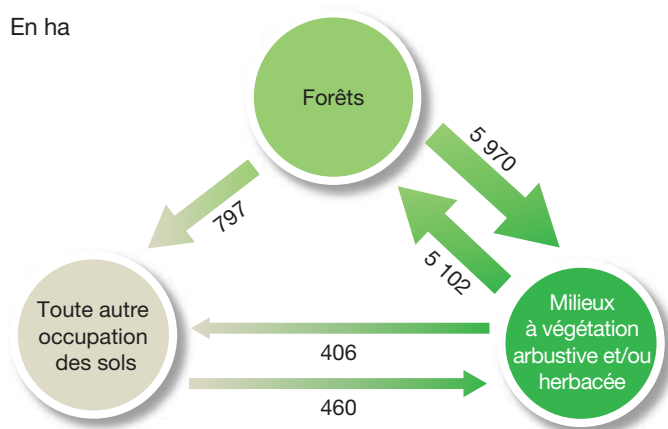 En ha
Forêts
5 970
797
5 102
Toute autre
occupation
des sols
406
460
Milieux
à végétation
arbustive et/ou
herbacée